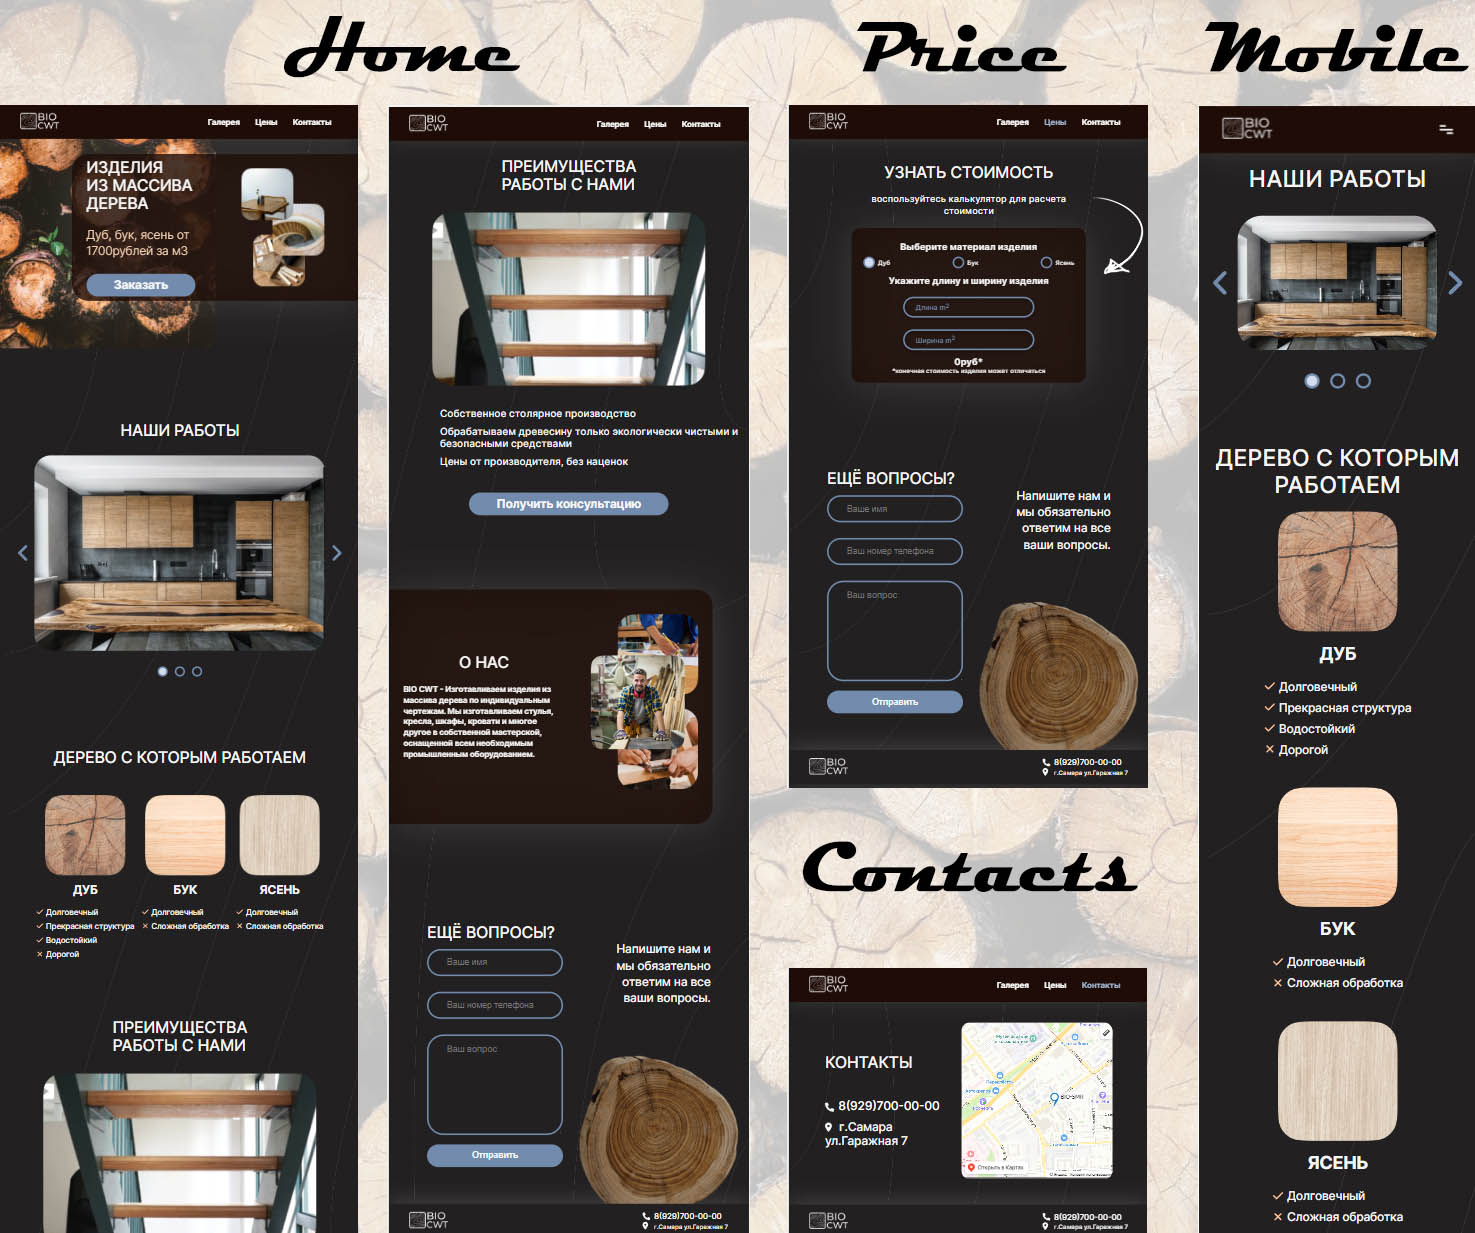 Home
BIO
CWT
Галерея Цены Контакты
ИЗДЕЛИЯ
ИЗ МАССИВА
ДЕРЕВА
Дуб, бук, ясень от
1700рублей за м3
Заказать
НАШИ РАБОТЫ
ДЕРЕВО С КОТОРЫМ РАБОТАЕМ
ДУБ
Долговечный
Прекрасная структура
Водостойкий
Дорогой
БУК
Долговечный
Сложная обработка
ЯСЕНЬ
Долговечный
Сложная обработка
ПРЕИМУЩЕСТВА
РАБОТЫ С НАМИ
BIO
CWT
Галерея Цены Контакты
ПРЕИМУЩЕСТВА
РАБОТЫ С НАМИ
Собственное столярное производство
Обрабатываем древесину только экологически чистыми и
безопасными средствами
Цены от производителя, без наценок
Получить консультацию
О НАС
BIO CWT - Изготавливаем изделия из
массива дерева по индивидуальным
чертежам. Мы изготавливаем стулья,
кресла, шкафы, кровати и многое
другое в собственной мастерской,
оснащенной всем необходимым
промышленным оборудованием.
ЕЩЁ ВОПРОСЫ?
Ваше имя
Ваш номер телефона
Ваш вопрос
Отправить
Напишите нам и
мы обязательно
ответим на все
ваши вопросы.
BIO
CWT
8(929)700-00-00
г.Самара ул.Гаражная 7
Price
BIO
CWT
Галерея Цены Контакты
УЗНАТЬ СТОИМОСТЬ
воспользуйтесь калькулятор для расчета
стоимости
Выберите материал изделия
Дуб Бук Ясень
Укажите длину и ширину изделия
Длина m²
Ширина m²
0руб*
*конечная стоимость изделия может отличаться
ЕЩЁ ВОПРОСЫ?
Ваше имя
Ваш номер телефона
Ваш вопрос
Отправить
Напишите нам и
мы обязательно
ответим на все
ваши вопросы.
BIO
CWT
8(929)700-00-00
г.Самара ул.Гаражная 7
Contacts
BIO
CWT
Галерея Цены Контакты
КОНТАКТЫ
8(929)700-00-00
г.Самара
ул.Гаражная 7
Открыть в Картах
BIO
CWT
8(929)700-00-00
г.Самара ул.Гаражная 7
Mobile
BIO
CWT
НАШИ РАБОТЫ
ДЕРЕВО С КОТОРЫМ
РАБОТАЕМ
ДУБ
Долговечный
Прекрасная структура
Водостойкий
Дорогой
БУК
Долговечный
Сложная обработка
ЯСЕНЬ
Долговечный
Сложная обработка